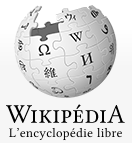 Ω W И
WIKIPÉDIA
L'encyclopédie libre